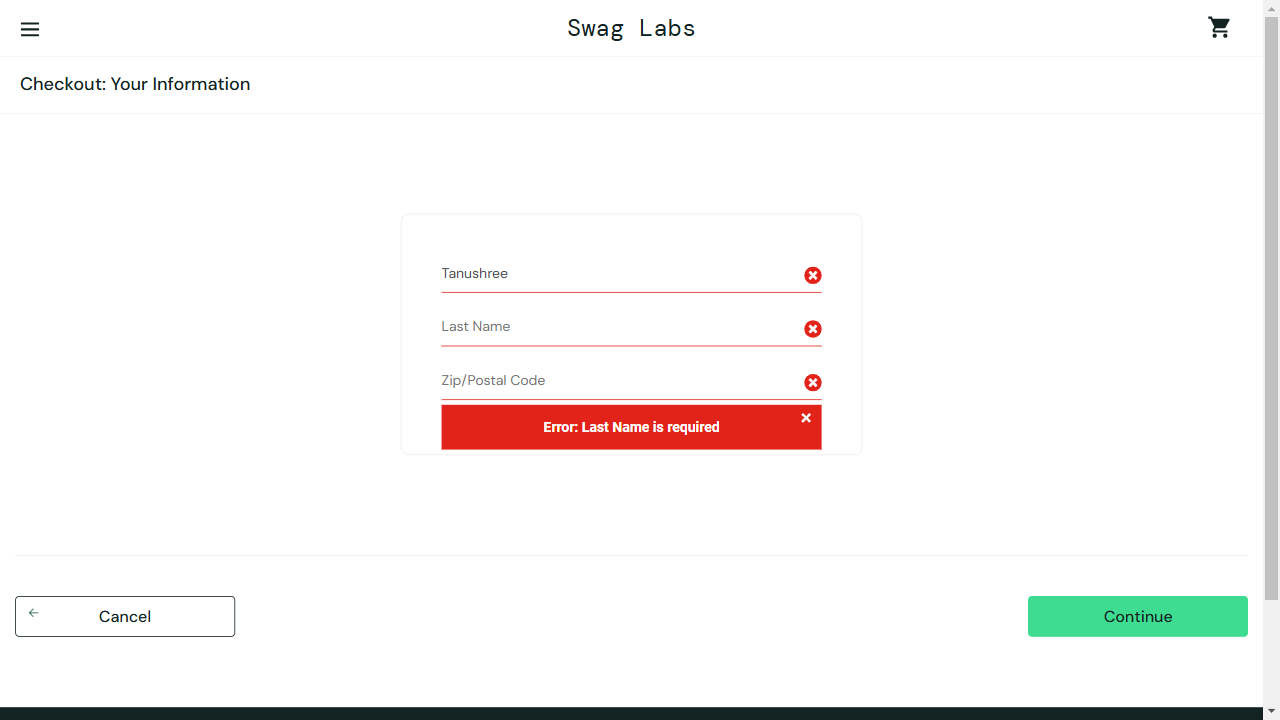 Swag Labs
Checkout: Your Information
Tanushree
Last Name
Zip/Postal Code
Error: Last Name is required
Cancel
Continue